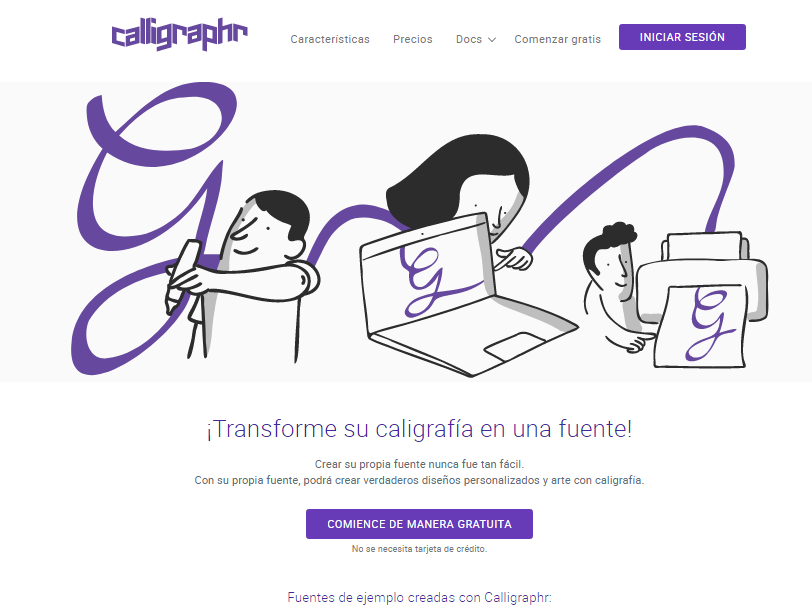 calligraphr
Características Precios Docs Comenzar gratis INICIAR SESIÓN
¡Transforme su caligrafía en una fuente!
Crear su propia fuente nunca fue tan fácil.
Con su propia fuente, podrá crear verdaderos diseños personalizados y arte con caligrafía.
COMIENCE DE MANERA GRATUITA
No se necesita tarjeta de crédito.
Fuentes de ejemplo creadas con Calligraphr: